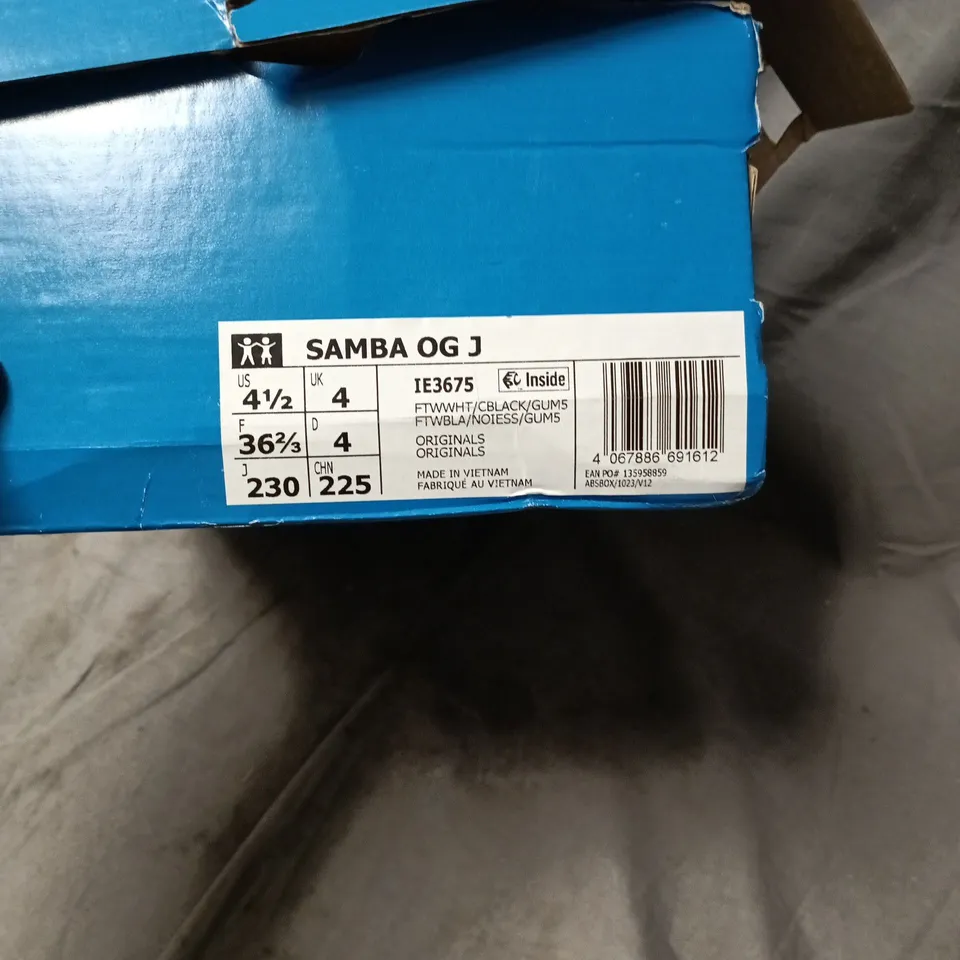 SAMBA OG J
US 4½ UK 4
F 36⅔ D 4
J 230 CHN 225
IE3675 Inside
FTWWHT/CBLACK/GUM5
FTWBLA/NOIESS/GUM5
ORIGINALS
ORIGINALS
MADE IN VIETNAM
FABRIQUÉ AU VIETNAM
4 067886 691612
EAN PO# 135958859
ABSBOX/1023/V12